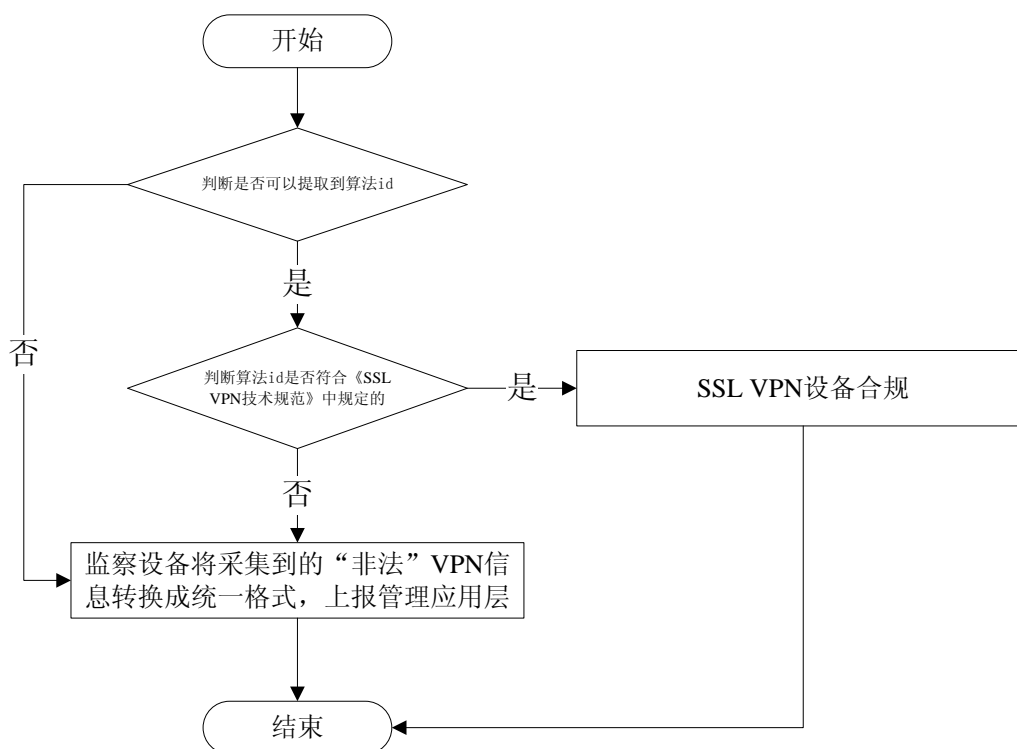 开始
判断是否可以提取到算法id
是
否
判断算法id是否符合《SSL
VPN技术规范》中规定的
是
SSL VPN设备合规
否
监察设备将采集到的“非法”VPN信
息转换成统一格式，上报管理应用层
结束